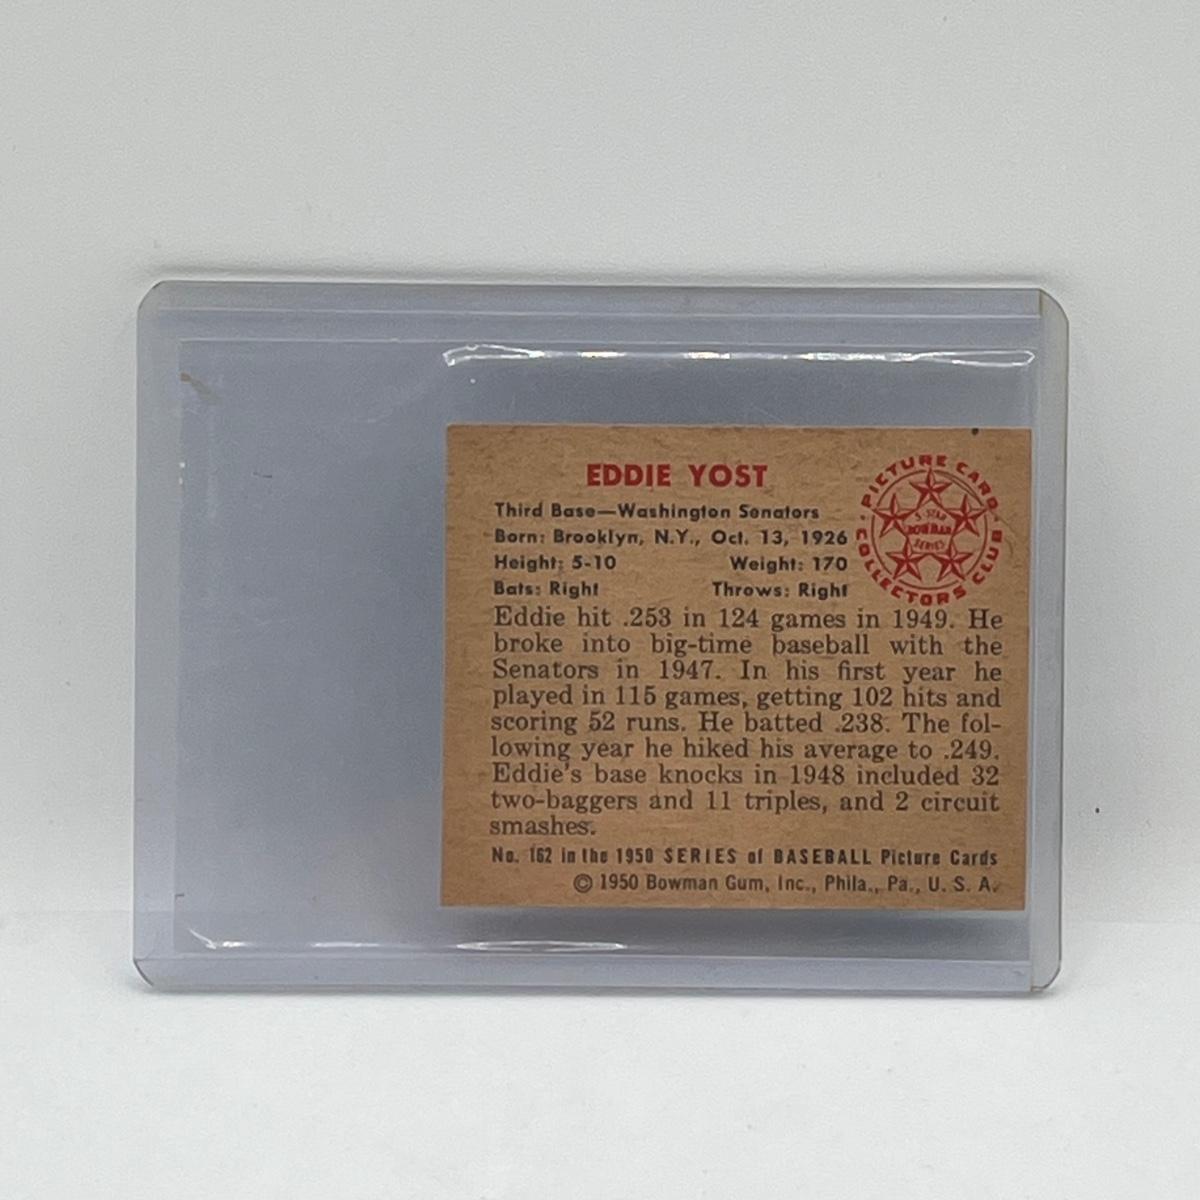 EDDIE YOST
Third Base—Washington Senators
Born: Brooklyn, N.Y., Oct. 13, 1926
Height: 5-10 Weight: 170
Bats: Right Throws: Right
PICTURE CARD
COLLECTORS CLUB
5-STAR
BOWMAN
SERIES
Eddie hit .253 in 124 games in 1949. He
broke into big-time baseball with the
Senators in 1947. In his first year he
played in 115 games, getting 102 hits and
scoring 52 runs. He batted .238. The fol-
lowing year he hiked his average to .249.
Eddie's base knocks in 1948 included 32
two-baggers and 11 triples, and 2 circuit
smashes.
No. 162 in the 1950 SERIES of BASEBALL Picture Cards
© 1950 Bowman Gum, Inc., Phila., Pa., U. S. A.